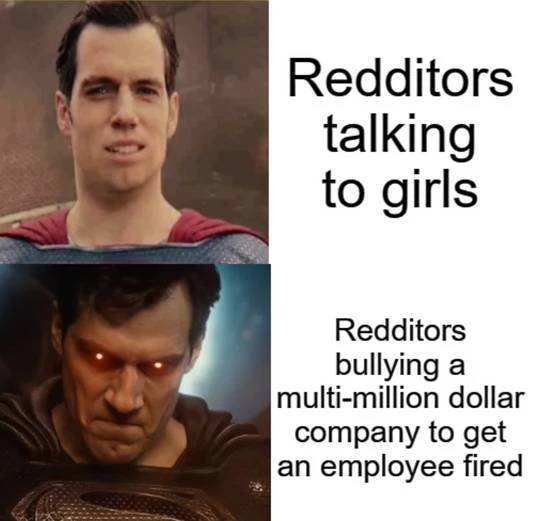 Redditors
talking
to girls
Redditors
bullying a
multi-million dollar
company to get
an employee fired